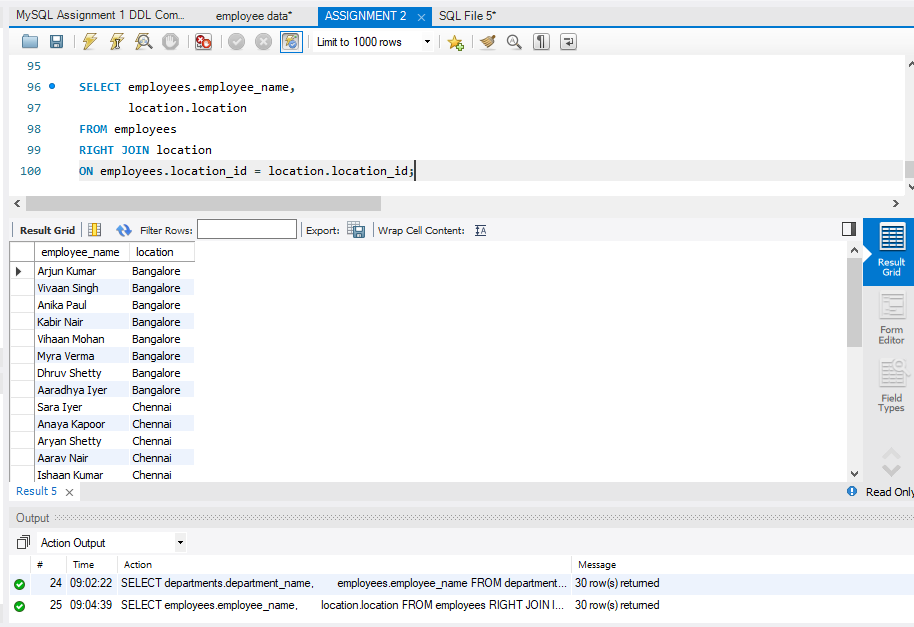 MySQL Assignment 1 DDL Com... employee data* ASSIGNMENT 2 SQL File 5*
Limit to 1000 rows
95
96 SELECT employees.employee_name,
97 location.location
98 FROM employees
99 RIGHT JOIN location
100 ON employees.location_id = location.location_id;
Result Grid Filter Rows: Export: Wrap Cell Content:
employee_name location
Arjun Kumar Bangalore
Vivaan Singh Bangalore
Anika Paul Bangalore
Kabir Nair Bangalore
Vihaan Mohan Bangalore
Myra Verma Bangalore
Dhruv Shetty Bangalore
Aaradhya Iyer Bangalore
Sara Iyer Chennai
Anaya Kapoor Chennai
Aryan Shetty Chennai
Aarav Nair Chennai
Ishaan Kumar Chennai
Result
Grid
Form
Editor
Field
Types
Result 5 Read Only
Output
Action Output
# Time Action Message
24 09:02:22 SELECT departments.department_name, employees.employee_name FROM department... 30 row(s) returned
25 09:04:39 SELECT employees.employee_name, location.location FROM employees RIGHT JOIN l... 30 row(s) returned